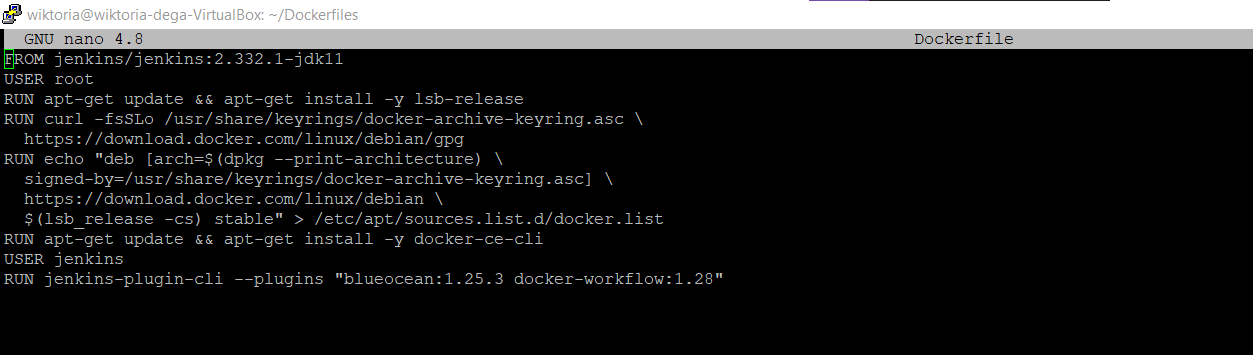 wiktoria@wiktoria-dega-VirtualBox: ~/Dockerfiles
GNU nano 4.8 Dockerfile
FROM jenkins/jenkins:2.332.1-jdk11
USER root
RUN apt-get update && apt-get install -y lsb-release
RUN curl -fsSLo /usr/share/keyrings/docker-archive-keyring.asc \
  https://download.docker.com/linux/debian/gpg
RUN echo "deb [arch=$(dpkg --print-architecture) \
  signed-by=/usr/share/keyrings/docker-archive-keyring.asc] \
  https://download.docker.com/linux/debian \
  $(lsb_release -cs) stable" > /etc/apt/sources.list.d/docker.list
RUN apt-get update && apt-get install -y docker-ce-cli
USER jenkins
RUN jenkins-plugin-cli --plugins "blueocean:1.25.3 docker-workflow:1.28"